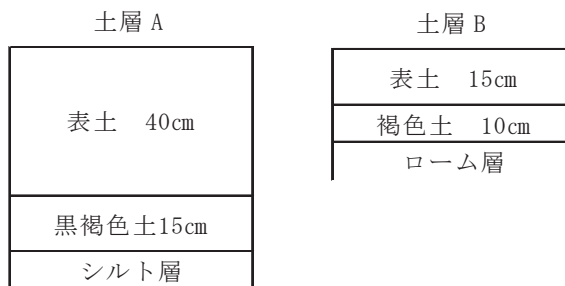 土層 A
表土　40㎝
黒褐色土15㎝
シルト層
土層 B
表土　15㎝
褐色土　10㎝
ローム層